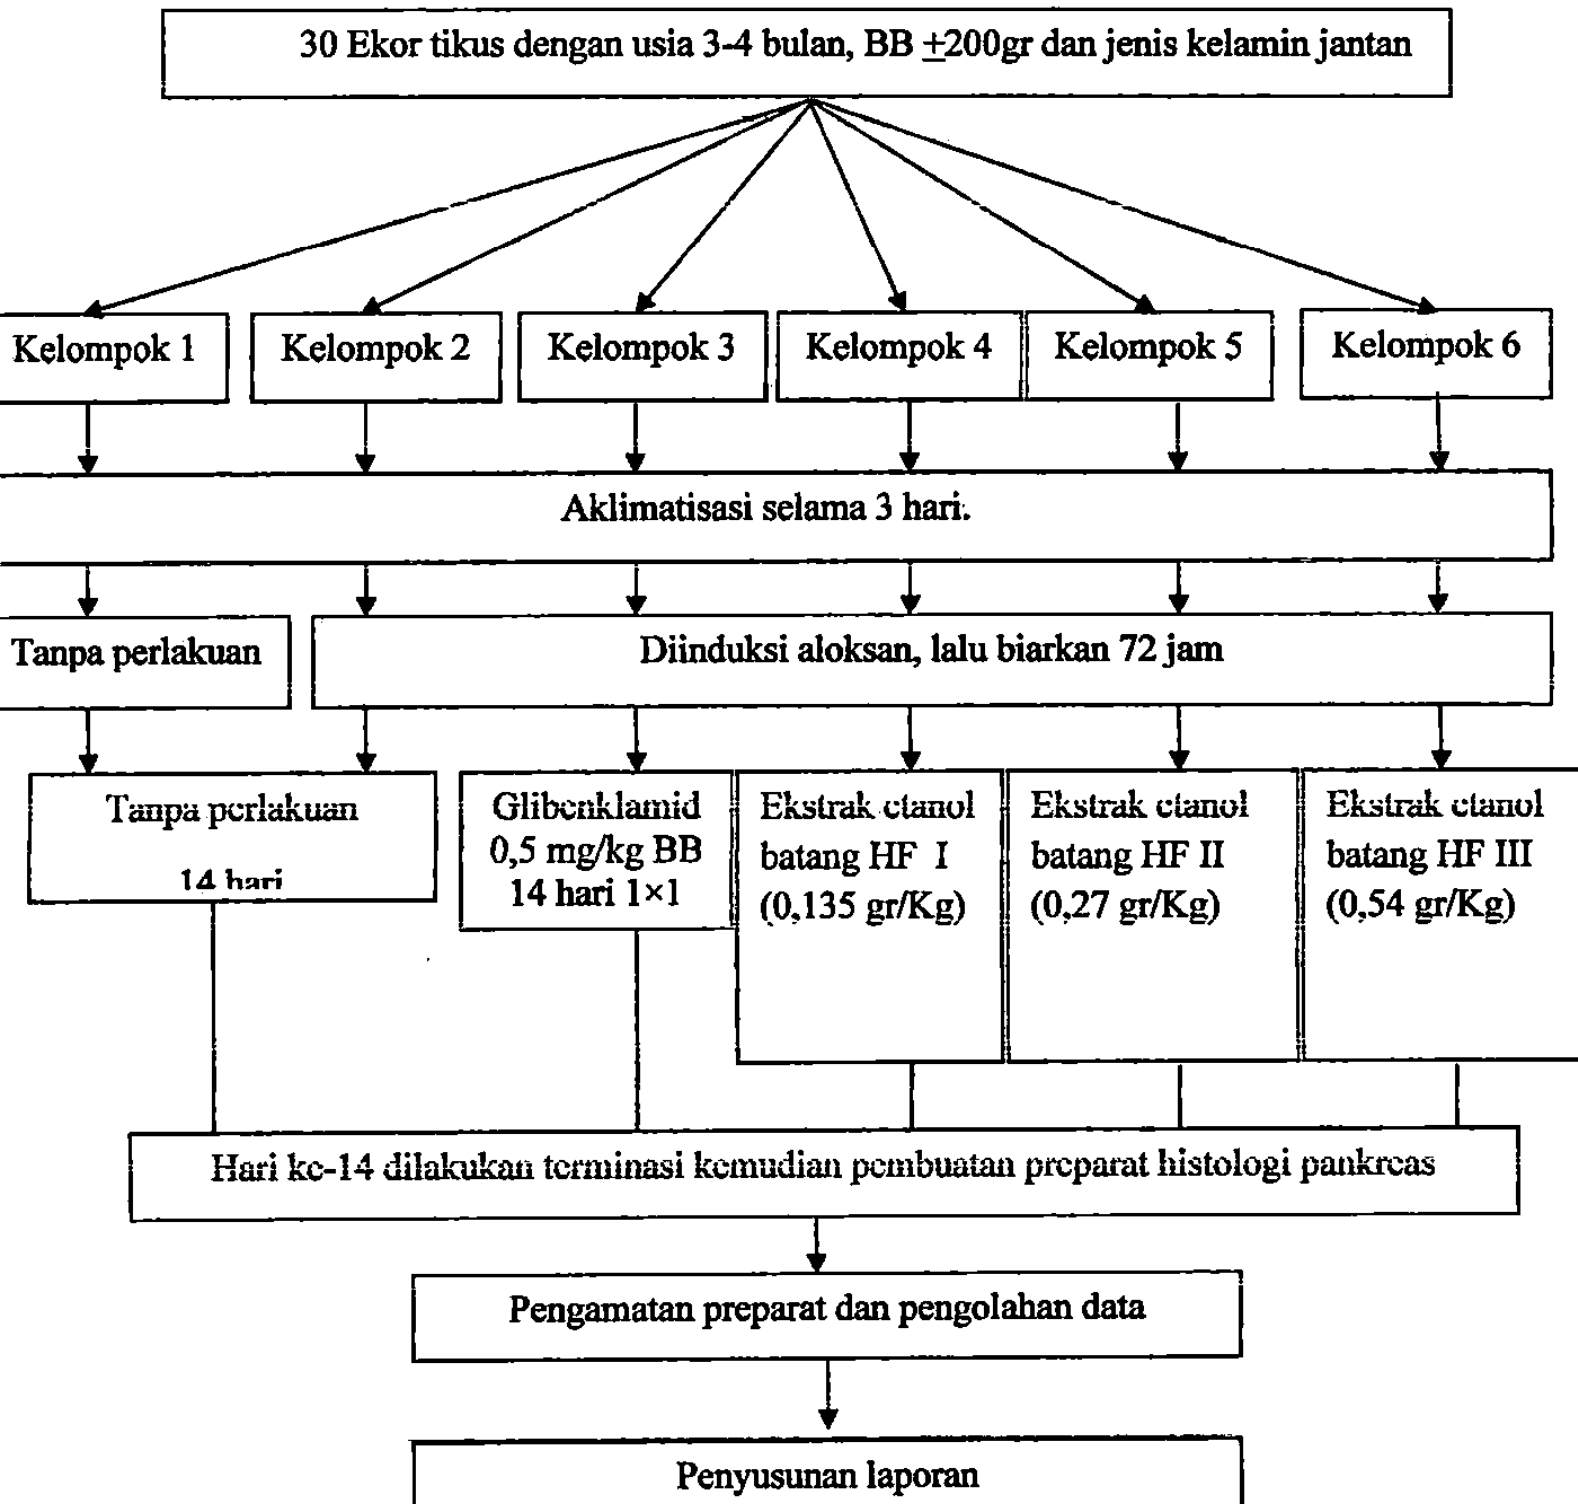 30 Ekor tikus dengan usia 3-4 bulan, BB ±200gr dan jenis kelamin jantan
Kelompok 1
Kelompok 2
Kelompok 3
Kelompok 4
Kelompok 5
Kelompok 6
Aklimatisasi selama 3 hari.
Tanpa perlakuan
Diinduksi aloksan, lalu biarkan 72 jam
Tanpa perlakuan
14 hari
Glibenklamid
0,5 mg/kg BB
14 hari 1×1
Ekstrak etanol
batang HF I
(0,135 gr/Kg)
Ekstrak etanol
batang HF II
(0,27 gr/Kg)
Ekstrak etanol
batang HF III
(0,54 gr/Kg)
Hari ke-14 dilakukan terminasi kemudian pembuatan preparat histologi pankreas
Pengamatan preparat dan pengolahan data
Penyusunan laporan